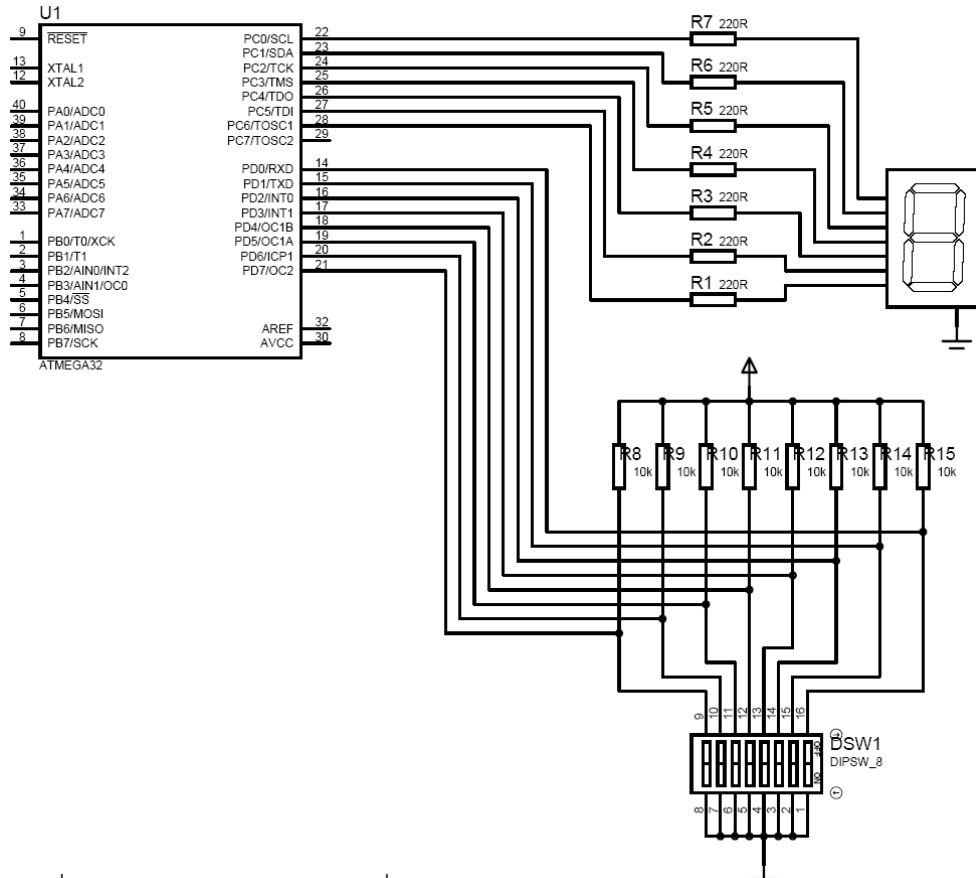 U1
9 RESET
13 XTAL1
12 XTAL2
40 PA0/ADC0
39 PA1/ADC1
38 PA2/ADC2
37 PA3/ADC3
36 PA4/ADC4
35 PA5/ADC5
34 PA6/ADC6
33 PA7/ADC7
1 PB0/T0/XCK
2 PB1/T1
3 PB2/AIN0/INT2
4 PB3/AIN1/OC0
5 PB4/SS
6 PB5/MOSI
7 PB6/MISO
8 PB7/SCK
PC0/SCL 22
PC1/SDA 23
PC2/TCK 24
PC3/TMS 25
PC4/TDO 26
PC5/TDI 27
PC6/TOSC1 28
PC7/TOSC2 29
PD0/RXD 14
PD1/TXD 15
PD2/INT0 16
PD3/INT1 17
PD4/OC1B 18
PD5/OC1A 19
PD6/ICP1 20
PD7/OC2 21
AREF 32
AVCC 30
ATMEGA32
R7 220R
R6 220R
R5 220R
R4 220R
R3 220R
R2 220R
R1 220R
R8 R9 R10 R11 R12 R13 R14 R15
10k 10k 10k 10k 10k 10k 10k 10k
9 10 11 12 13 14 15 16
OFF
ON
DSW1
DIPSW_8
8 7 6 5 4 3 2 1